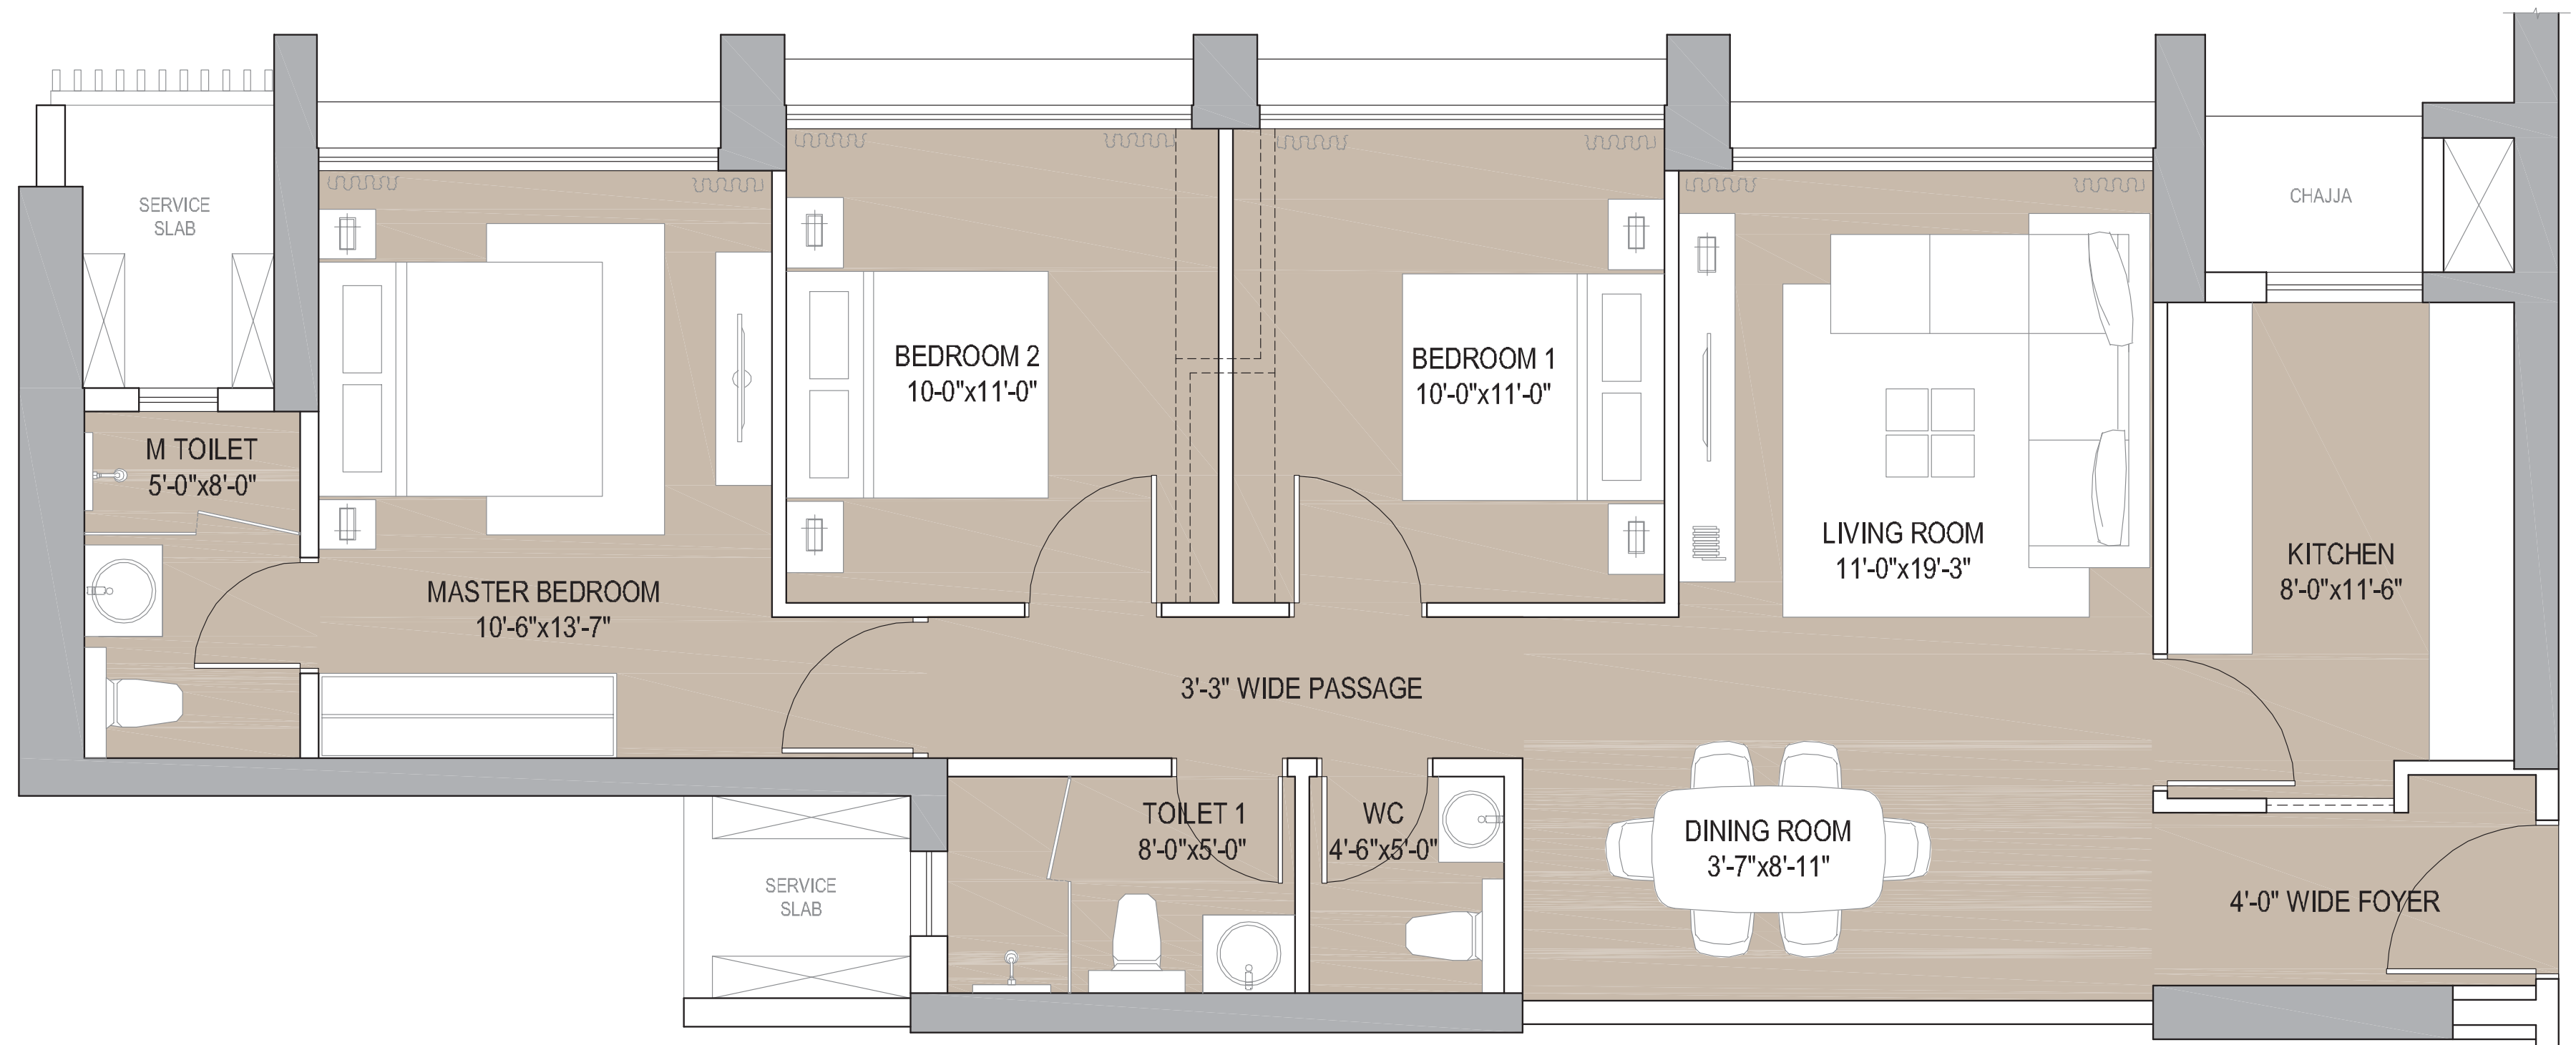 SERVICE
SLAB
CHAJJA
M TOILET
5'-0"x8'-0"
MASTER BEDROOM
10'-6"x13'-7"
BEDROOM 2
10-0"x11'-0"
BEDROOM 1
10'-0"x11'-0"
LIVING ROOM
11'-0"x19'-3"
KITCHEN
8'-0"x11'-6"
3'-3" WIDE PASSAGE
SERVICE
SLAB
TOILET 1
8'-0"x5'-0"
WC
4'-6"x5'-0"
DINING ROOM
3'-7"x8'-11"
4'-0" WIDE FOYER